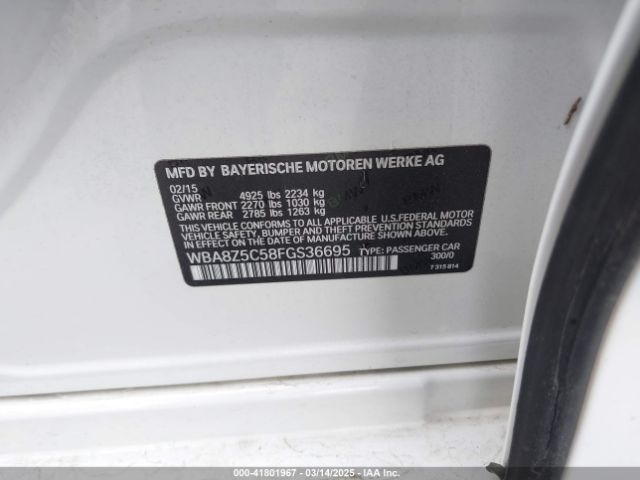 MFD BY BAYERISCHE MOTOREN WERKE AG
02/15
GVWR 4925 lbs 2234 kg
GAWR FRONT 2270 lbs 1030 kg
GAWR REAR 2785 lbs 1263 kg
THIS VEHICLE CONFORMS TO ALL APPLICABLE U.S.FEDERAL MOTOR
VEHICLE SAFETY, BUMPER AND THEFT PREVENTION STANDARDS IN
EFFECT ON THE DATE OF MANUFACTURE SHOWN ABOVE.
WBA8Z5C58FGS36695 TYPE: PASSENGER CAR
300/0
T 315 814
000-41801967 - 03/14/2025 - IAA Inc.